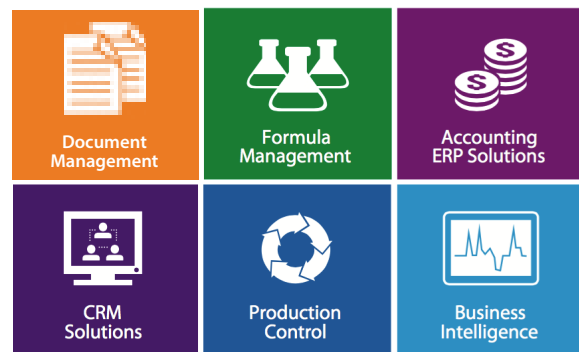 Document
Management
Formula
Management
$
$
Accounting
ERP Solutions
CRM
Solutions
Production
Control
Business
Intelligence